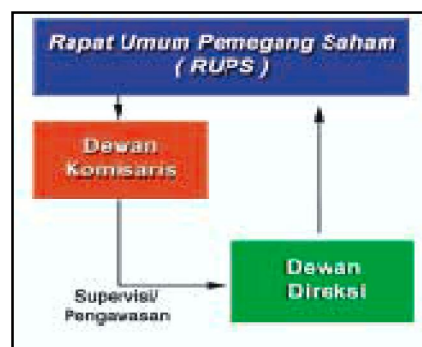 Rapat Umum Pemegang Saham
( RUPS )
Dewan
Komisaris
Dewan
Direksi
Supervisi/
Pengawasan